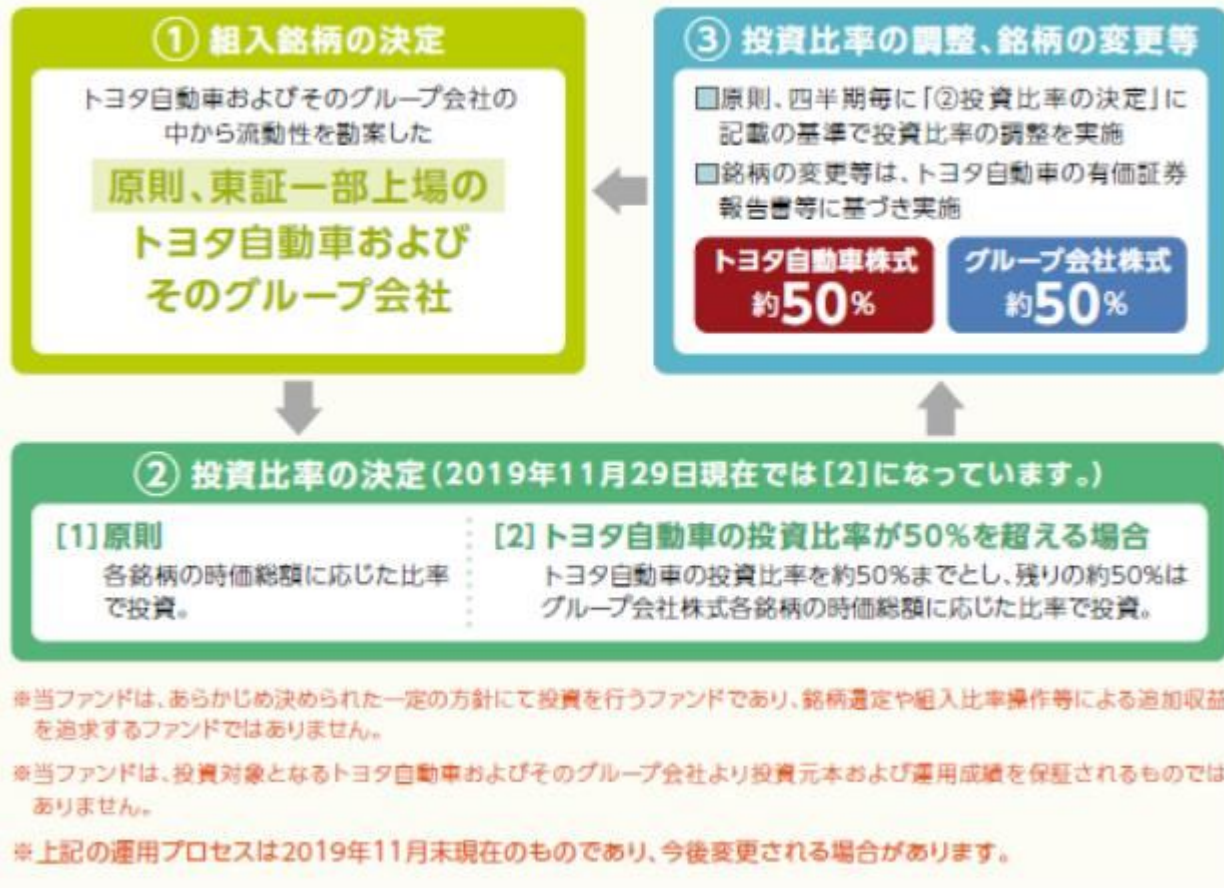 ① 組入銘柄の決定
トヨタ自動車およびそのグループ会社の
中から流動性を勘案した
原則、東証一部上場の
トヨタ自動車および
そのグループ会社
③ 投資比率の調整、銘柄の変更等
□原則、四半期毎に「②投資比率の決定」に
記載の基準で投資比率の調整を実施
□銘柄の変更等は、トヨタ自動車の有価証券
報告書等に基づき実施
トヨタ自動車株式
約50%
グループ会社株式
約50%
② 投資比率の決定(2019年11月29日現在では[2]になっています。)
[1]原則
各銘柄の時価総額に応じた比率
で投資。
[2]トヨタ自動車の投資比率が50%を超える場合
トヨタ自動車の投資比率を約50%までとし、残りの約50%は
グループ会社株式各銘柄の時価総額に応じた比率で投資。
※当ファンドは、あらかじめ決められた一定の方針にて投資を行うファンドであり、銘柄選定や組入比率操作等による追加収益
を追求するファンドではありません。
※当ファンドは、投資対象となるトヨタ自動車およびそのグループ会社より投資元本および運用成績を保証されるものでは
ありません。
※上記の運用プロセスは2019年11月末現在のものであり、今後変更される場合があります。